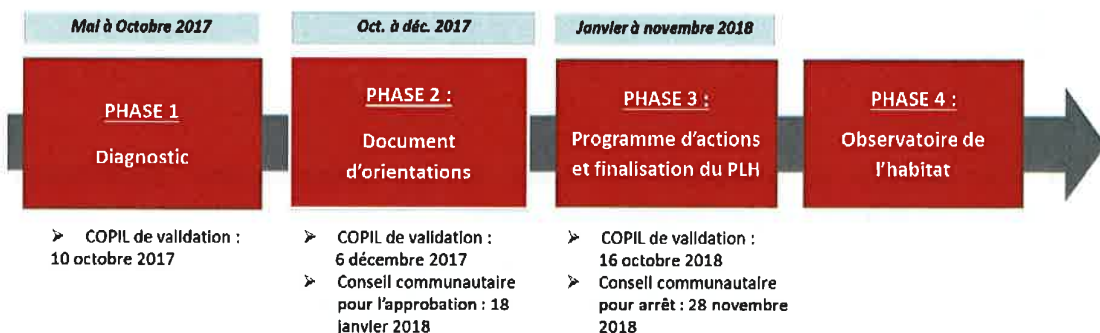 Mai à Octobre 2017
PHASE 1
Diagnostic
➢ COPIL de validation :
10 octobre 2017
Oct. à déc. 2017
PHASE 2 :
Document
d'orientations
➢ COPIL de validation :
6 décembre 2017
➢ Conseil communautaire
pour l'approbation : 18
janvier 2018
Janvier à novembre 2018
PHASE 3 :
Programme d'actions
et finalisation du PLH
➢ COPIL de validation :
16 octobre 2018
➢ Conseil communautaire
pour arrêt : 28 novembre
2018
PHASE 4 :
Observatoire de
l'habitat